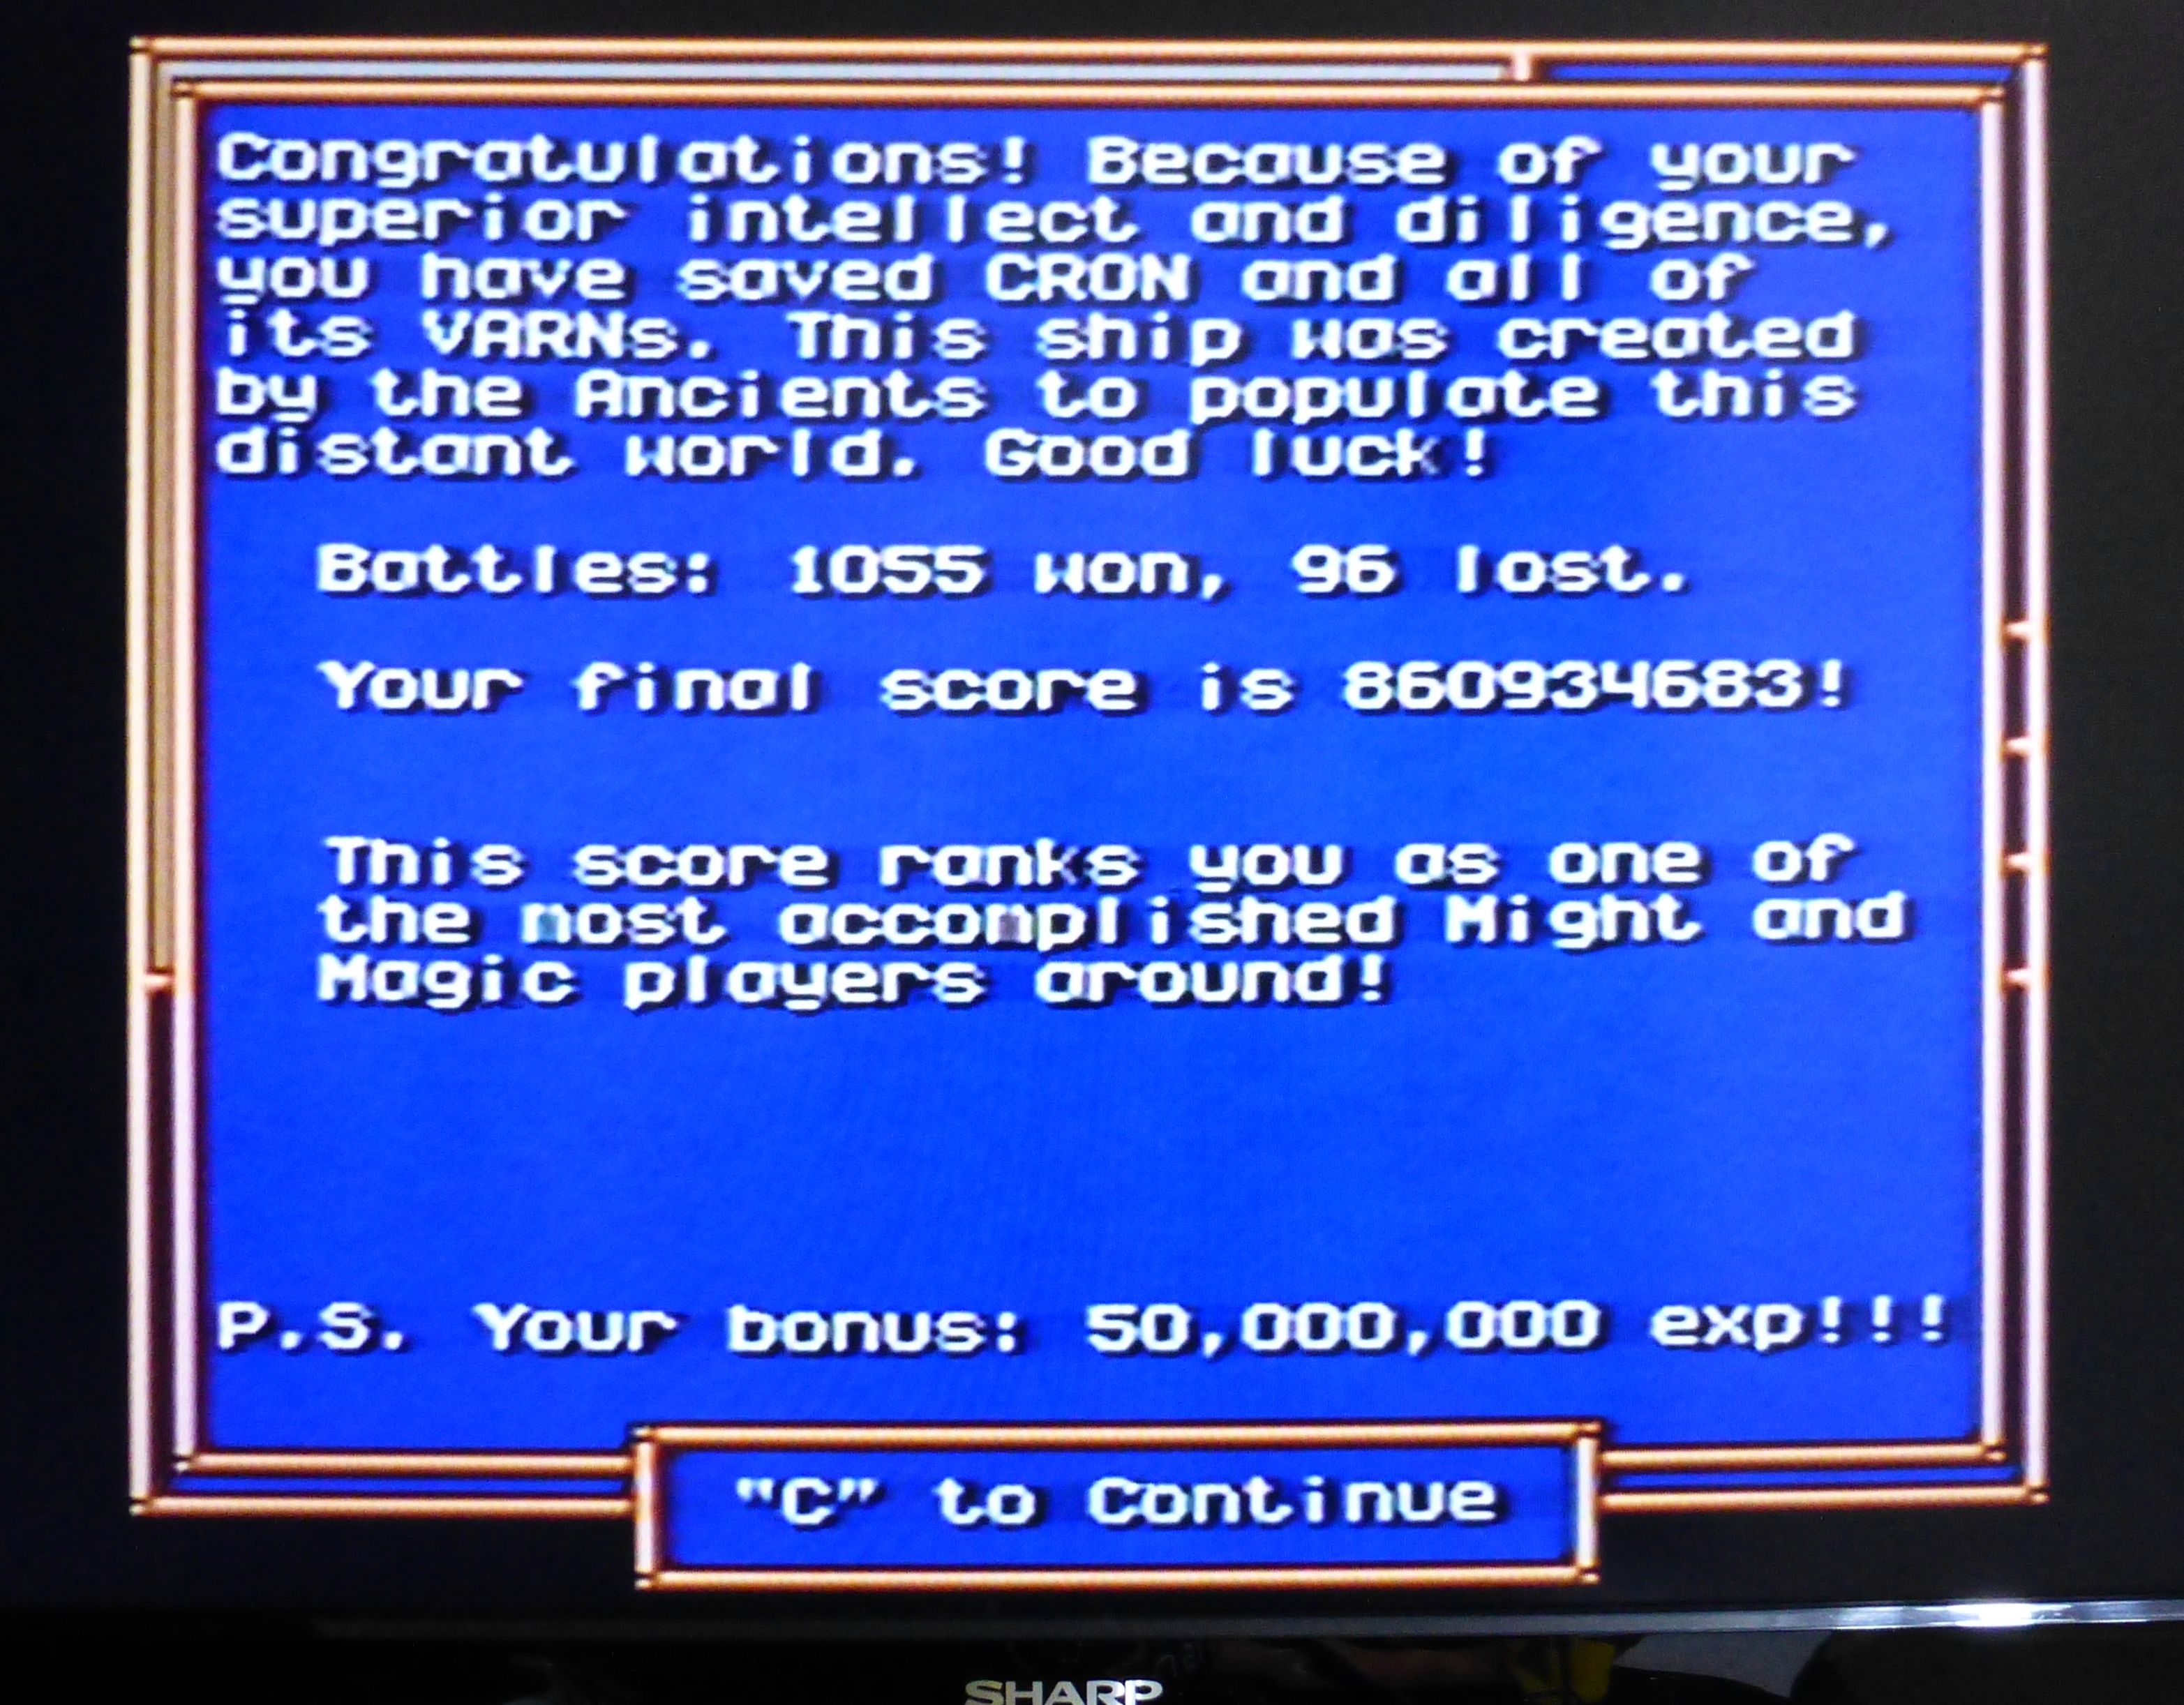 Congratulations! Because of your
superior intellect and diligence,
you have saved CRON and all of
its VARNs. This ship was created
by the Ancients to populate this
distant world. Good luck!
Battles: 1055 won, 96 lost.
Your final score is 860934683!
This score ranks you as one of
the most accomplished Might and
Magic players around!
P.S. Your bonus: 50,000,000 exp!!!
"C" to Continue
SHARP